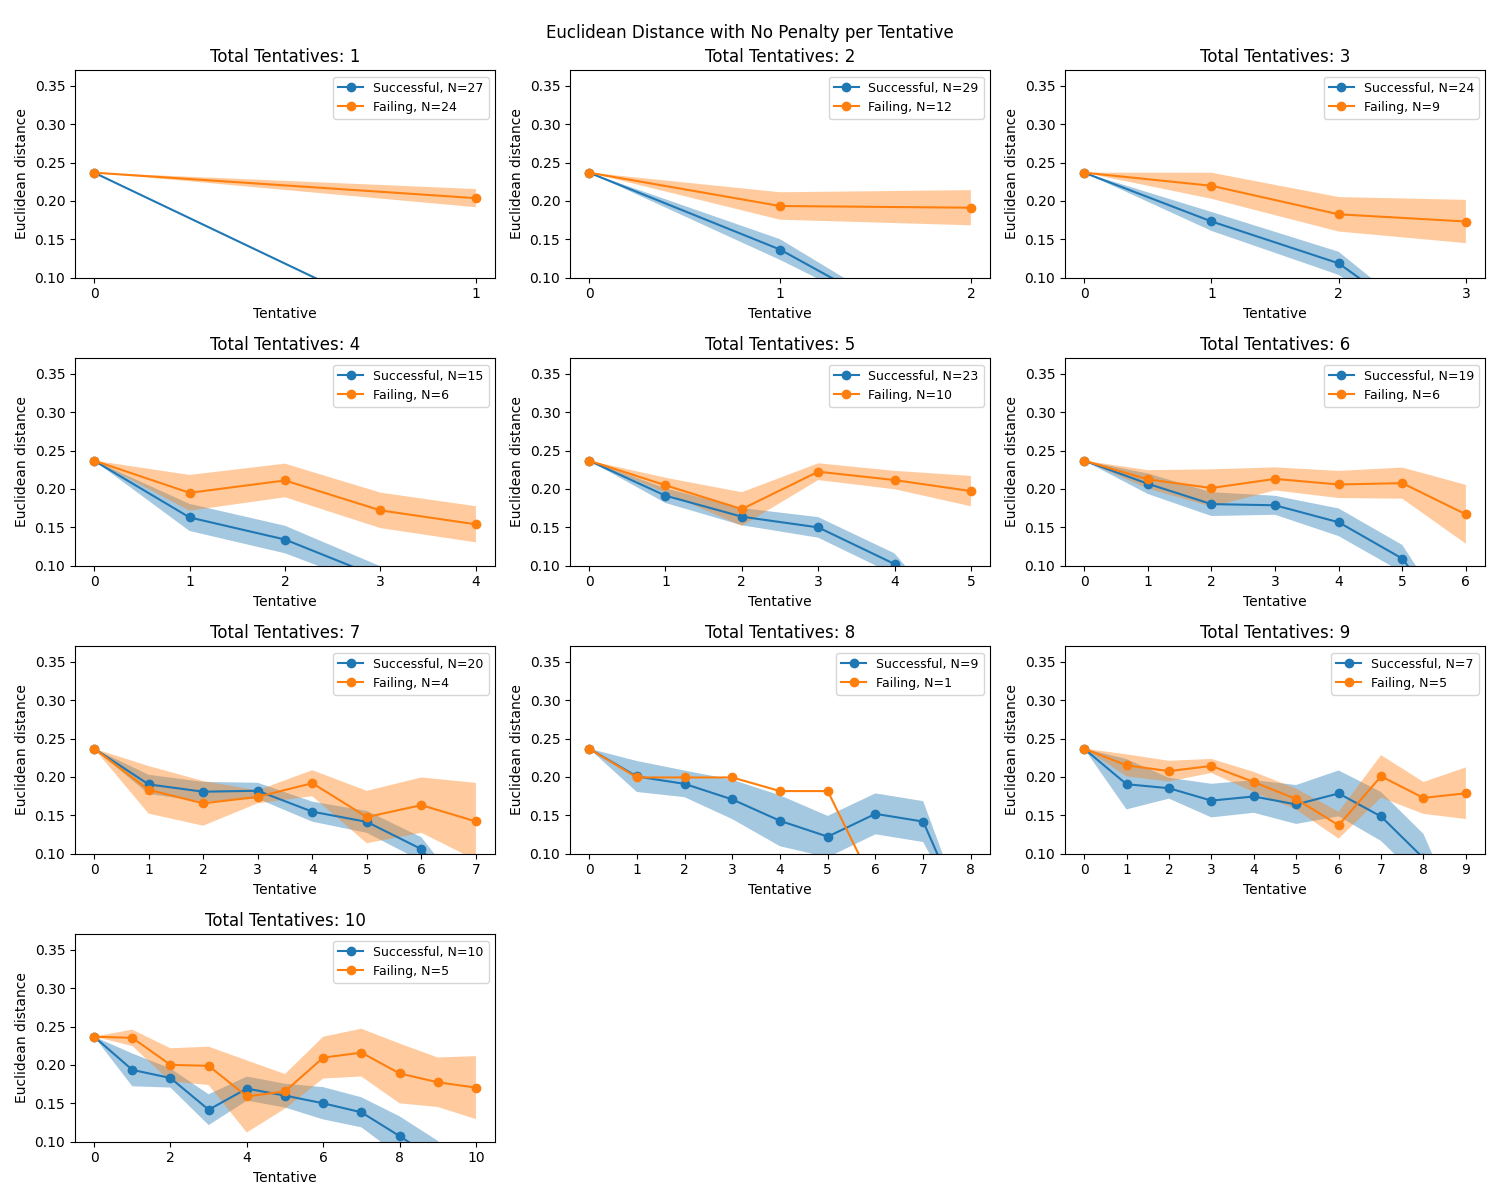 Euclidean Distance with No Penalty per Tentative
Total Tentatives: 1
Successful, N=27
Failing, N=24
Euclidean distance
0.35
0.30
0.25
0.20
0.15
0.10
0 1
Tentative
Total Tentatives: 2
Successful, N=29
Failing, N=12
Euclidean distance
0.35
0.30
0.25
0.20
0.15
0.10
0 1 2
Tentative
Total Tentatives: 3
Successful, N=24
Failing, N=9
Euclidean distance
0.35
0.30
0.25
0.20
0.15
0.10
0 1 2 3
Tentative
Total Tentatives: 4
Successful, N=15
Failing, N=6
Euclidean distance
0.35
0.30
0.25
0.20
0.15
0.10
0 1 2 3 4
Tentative
Total Tentatives: 5
Successful, N=23
Failing, N=10
Euclidean distance
0.35
0.30
0.25
0.20
0.15
0.10
0 1 2 3 4 5
Tentative
Total Tentatives: 6
Successful, N=19
Failing, N=6
Euclidean distance
0.35
0.30
0.25
0.20
0.15
0.10
0 1 2 3 4 5 6
Tentative
Total Tentatives: 7
Successful, N=20
Failing, N=4
Euclidean distance
0.35
0.30
0.25
0.20
0.15
0.10
0 1 2 3 4 5 6 7
Tentative
Total Tentatives: 8
Successful, N=9
Failing, N=1
Euclidean distance
0.35
0.30
0.25
0.20
0.15
0.10
0 1 2 3 4 5 6 7 8
Tentative
Total Tentatives: 9
Successful, N=7
Failing, N=5
Euclidean distance
0.35
0.30
0.25
0.20
0.15
0.10
0 1 2 3 4 5 6 7 8 9
Tentative
Total Tentatives: 10
Successful, N=10
Failing, N=5
Euclidean distance
0.35
0.30
0.25
0.20
0.15
0.10
0 2 4 6 8 10
Tentative